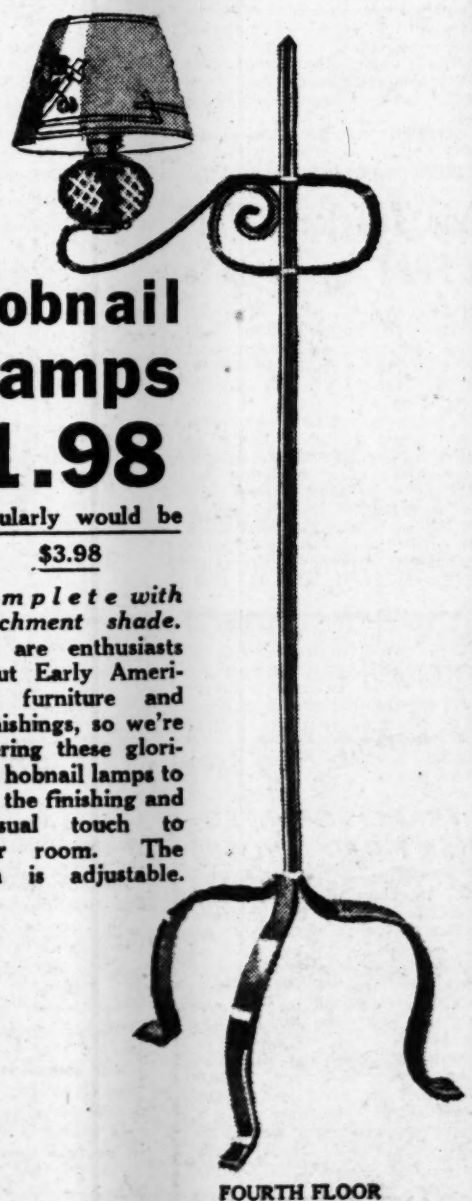 obnail
amps
1.98
ularly would be
$3.98
mplete with
chment shade.
are enthusiasts
ut Early Ameri-
furniture and
nishings, so we're
ering these glori-
hobnail lamps to
the finishing and
sual touch to
r room. The
is adjustable.
FOURTH FLOOR